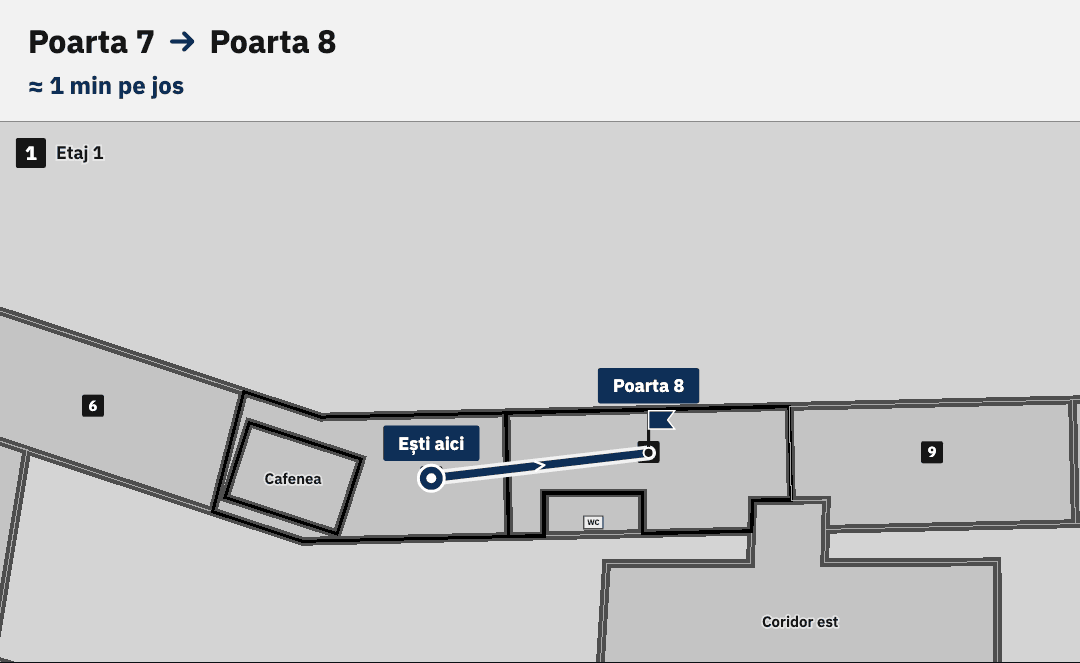 Poarta 7 → Poarta 8
≈ 1 min pe jos
1 Etaj 1
Poarta 8
6
Ești aici
9
Cafenea
WC
Coridor est